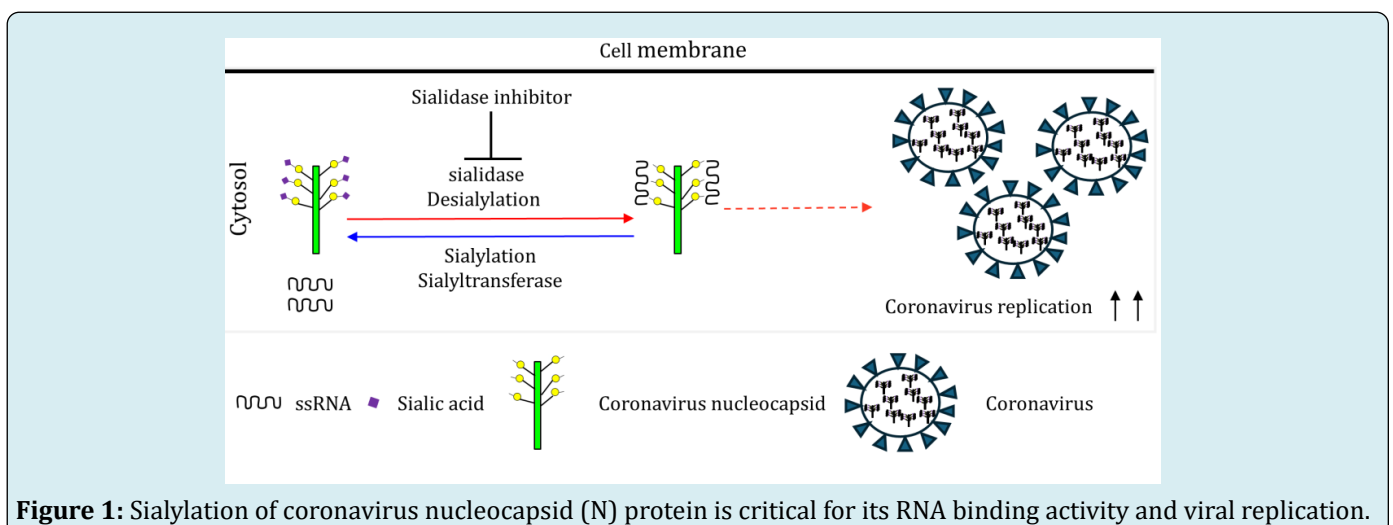 Cell membrane
Cytosol
Sialidase inhibitor
sialidase
Desialylation
Sialylation
Sialyltransferase
Coronavirus replication ↑ ↑
ssRNA Sialic acid Coronavirus nucleocapsid Coronavirus
Figure 1: Sialylation of coronavirus nucleocapsid (N) protein is critical for its RNA binding activity and viral replication.